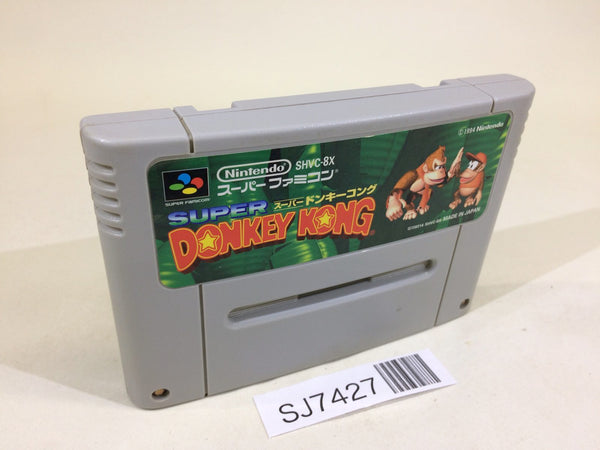 © 1994 Nintendo
Nintendo SHVC-8X
スーパーファミコン
SUPER FAMICOM
SUPER スーパードンキーコング
DONKEY KONG
MADE IN JAPAN
SJ7427